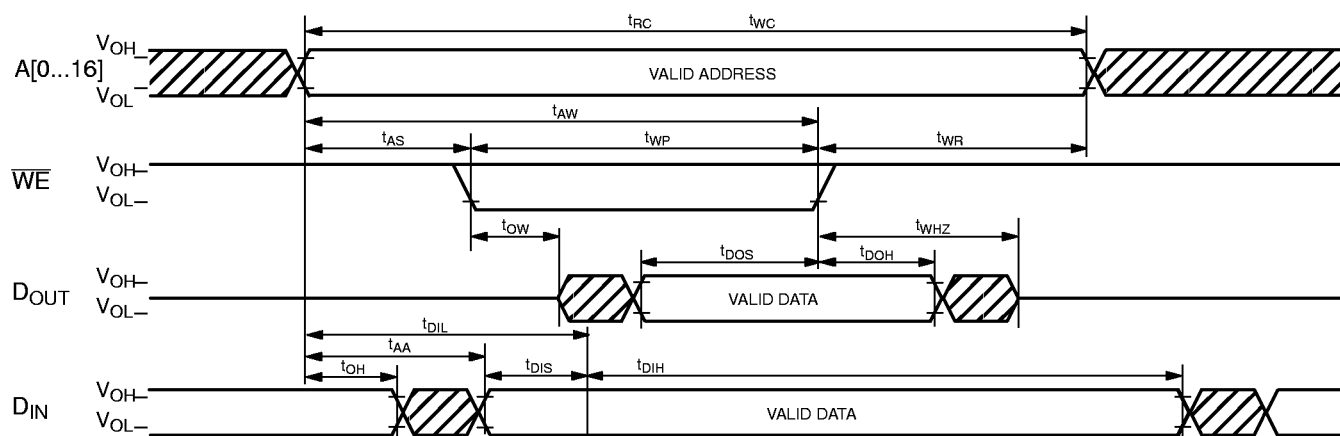 tRC tWC
VOH
A[0...16] VALID ADDRESS
VOL
tAW
tAS tWP tWR
VOH
WE
VOL
tOW tWHZ
tDOS tDOH
VOH
DOUT VALID DATA
VOL
tDIL
tAA
tOH tDIS tDIH
VOH
DIN VALID DATA
VOL